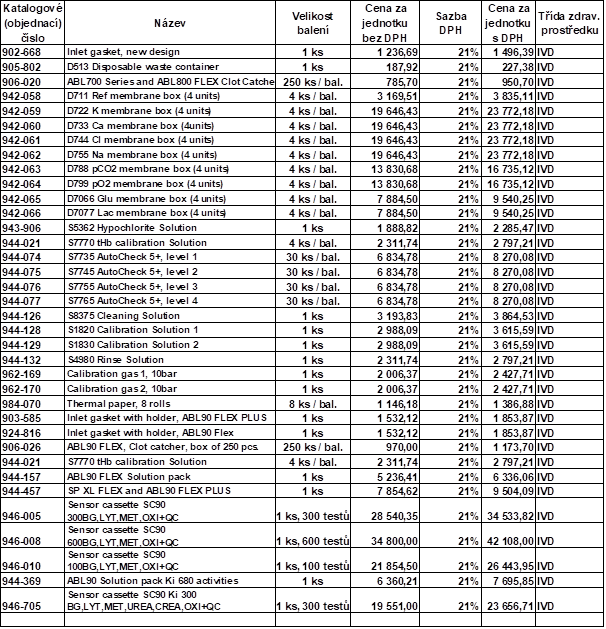 Katalogové (objednací) číslo Název Velikost balení Cena za jednotku bez DPH Sazba DPH Cena za jednotku s DPH Třída zdrav. prostředku
902-668 Inlet gasket, new design 1 ks 1 236,69 21% 1 496,39 IVD
905-802 D513 Disposable waste container 1 ks 187,92 21% 227,38 IVD
906-020 ABL700 Series and ABL800 FLEX Clot Catche 250 ks / bal. 785,70 21% 950,70 IVD
942-058 D711 Ref membrane box (4 units) 4 ks / bal. 3 169,51 21% 3 835,11 IVD
942-059 D722 K membrane box (4 units) 4 ks / bal. 19 646,43 21% 23 772,18 IVD
942-060 D733 Ca membrane box (4units) 4 ks / bal. 19 646,43 21% 23 772,18 IVD
942-061 D744 Cl membrane box (4 units) 4 ks / bal. 19 646,43 21% 23 772,18 IVD
942-062 D755 Na membrane box (4 units) 4 ks / bal. 19 646,43 21% 23 772,18 IVD
942-063 D788 pCO2 membrane box (4 units) 4 ks / bal. 13 830,68 21% 16 735,12 IVD
942-064 D799 pO2 membrane box (4 units) 4 ks / bal. 13 830,68 21% 16 735,12 IVD
942-065 D7066 Glu membrane box (4 units) 4 ks / bal. 7 884,50 21% 9 540,25 IVD
942-066 D7077 Lac membrane box (4 units) 4 ks / bal. 7 884,50 21% 9 540,25 IVD
943-906 S5362 Hypochlorite Solution 1 ks 1 888,82 21% 2 285,47 IVD
944-021 S7770 tHb calibration Solution 4 ks / bal. 2 311,74 21% 2 797,21 IVD
944-074 S7735 AutoCheck 5+, level 1 30 ks / bal. 6 834,78 21% 8 270,08 IVD
944-075 S7745 AutoCheck 5+, level 2 30 ks / bal. 6 834,78 21% 8 270,08 IVD
944-076 S7755 AutoCheck 5+, level 3 30 ks / bal. 6 834,78 21% 8 270,08 IVD
944-077 S7765 AutoCheck 5+, level 4 30 ks / bal. 6 834,78 21% 8 270,08 IVD
944-126 S8375 Cleaning Solution 1 ks 3 193,83 21% 3 864,53 IVD
944-128 S1820 Calibration Solution 1 1 ks 2 988,09 21% 3 615,59 IVD
944-129 S1830 Calibration Solution 2 1 ks 2 988,09 21% 3 615,59 IVD
944-132 S4980 Rinse Solution 1 ks 2 311,74 21% 2 797,21 IVD
962-169 Calibration gas 1, 10bar 1 ks 2 006,37 21% 2 427,71 IVD
962-170 Calibration gas 2, 10bar 1 ks 2 006,37 21% 2 427,71 IVD
984-070 Thermal paper, 8 rolls 8 ks / bal. 1 146,18 21% 1 386,88 IVD
903-585 Inlet gasket with holder, ABL90 FLEX PLUS 1 ks 1 532,12 21% 1 853,87 IVD
924-816 Inlet gasket with holder, ABL90 Flex 1 ks 1 532,12 21% 1 853,87 IVD
906-026 ABL90 FLEX, Clot catcher, box of 250 pcs. 250 ks / bal. 970,00 21% 1 173,70 IVD
944-021 S7770 tHb calibration Solution 4 ks / bal. 2 311,74 21% 2 797,21 IVD
944-157 ABL90 FLEX Solution pack 1 ks 5 236,41 21% 6 336,06 IVD
944-457 SP XL FLEX and ABL90 FLEX PLUS 1 ks 7 854,62 21% 9 504,09 IVD
Sensor cassette SC90
946-005 300BG,LYT,MET,OXI+QC 1 ks, 300 testů 28 540,35 21% 34 533,82 IVD
Sensor cassette SC90
946-008 600BG,LYT,MET,OXI+QC 1 ks, 600 testů 34 800,00 21% 42 108,00 IVD
Sensor cassette SC90
946-010 100BG,LYT,MET,OXI+QC 1 ks, 100 testů 21 854,50 21% 26 443,95 IVD
944-369 ABL90 Solution pack Ki 680 activities 1 ks 6 360,21 21% 7 695,85 IVD
Sensor cassette SC90 Ki 300
946-705 BG,LYT,MET,UREA,CREA,OXI+QC 1 ks, 300 testů 19 551,00 21% 23 656,71 IVD